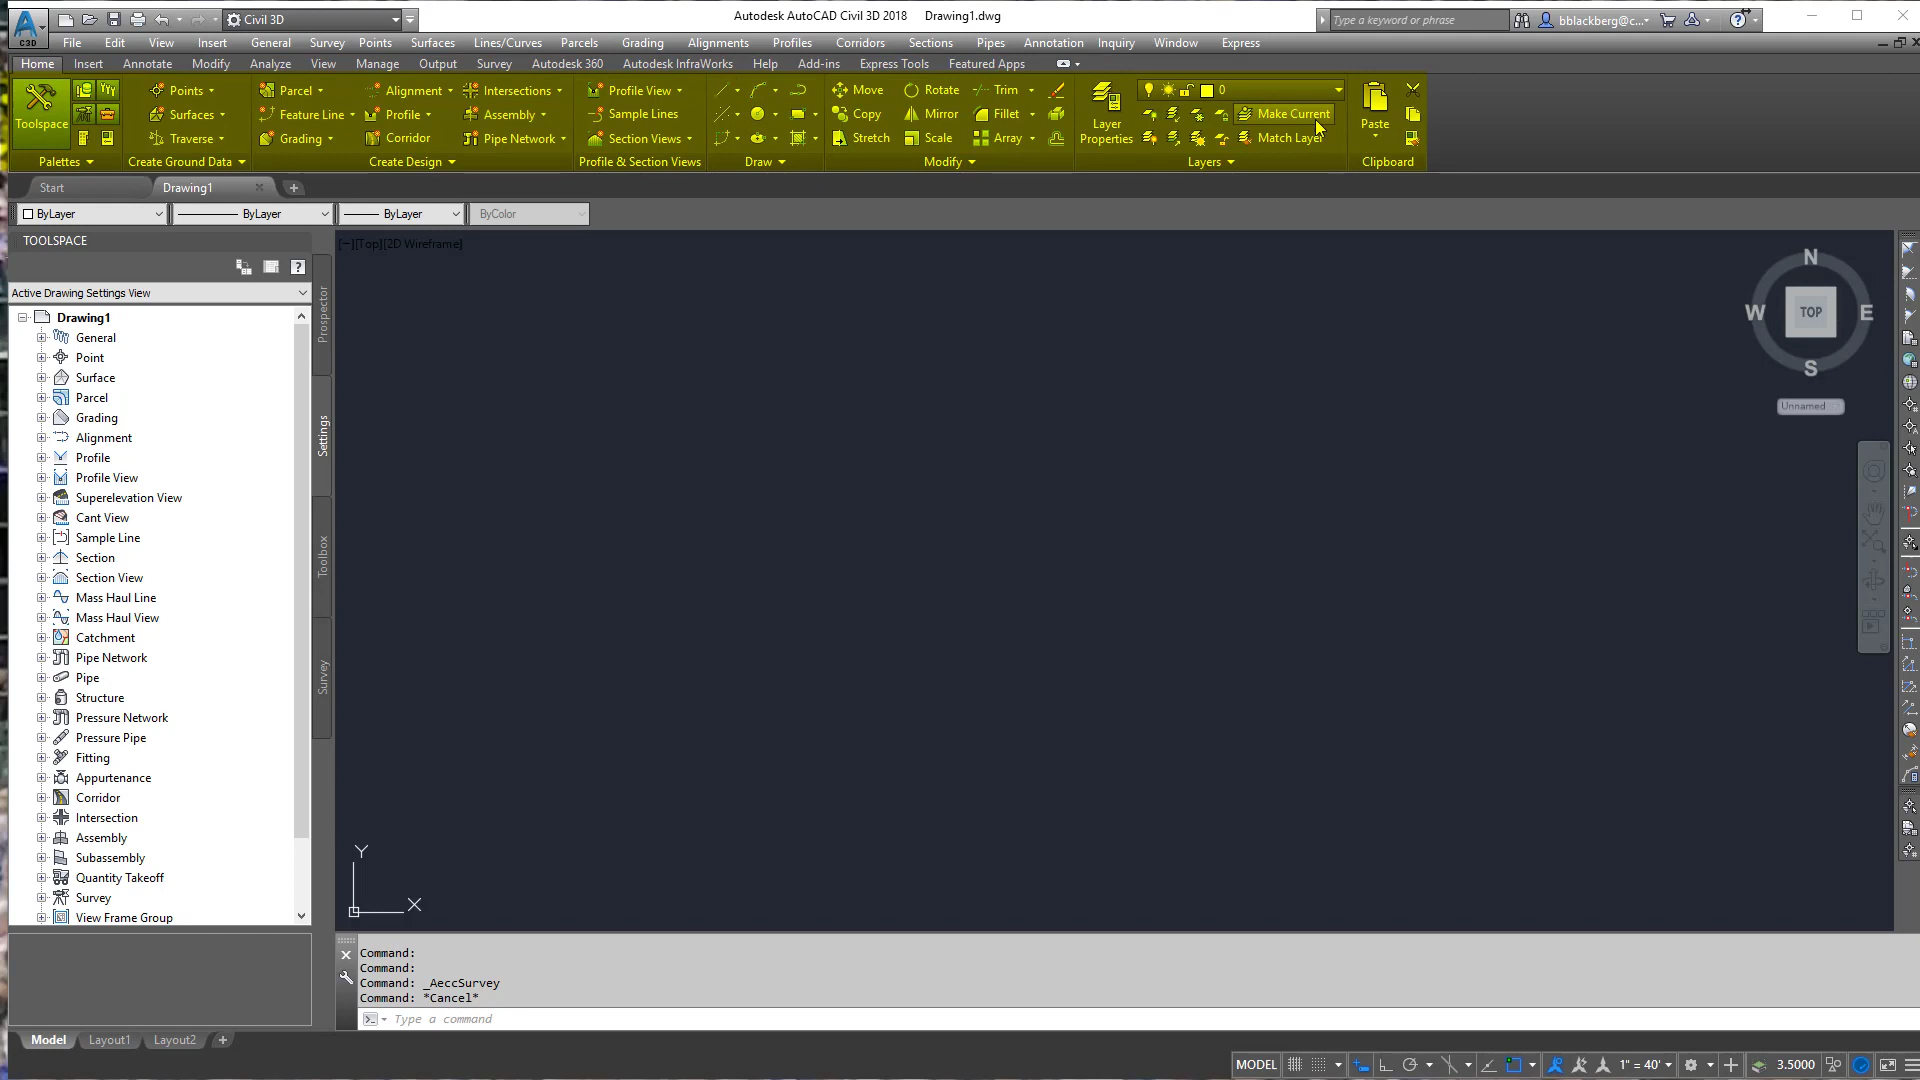 C3D
Civil 3D
Autodesk AutoCAD Civil 3D 2018 Drawing1.dwg
Type a keyword or phrase
bblackberg@c...
File Edit View Insert General Survey Points Surfaces Lines/Curves Parcels Grading Alignments Profiles Corridors Sections Pipes Annotation Inquiry Window Express
Home Insert Annotate Modify Analyze View Manage Output Survey Autodesk 360 Autodesk InfraWorks Help Add-ins Express Tools Featured Apps
Points Parcel Alignment Intersections Profile View Move Rotate Trim 0
Toolspace Surfaces Feature Line Profile Assembly Sample Lines Copy Mirror Fillet Layer Properties Make Current Paste
Traverse Grading Corridor Pipe Network Section Views Stretch Scale Array Match Layer
Palettes Create Ground Data Create Design Profile & Section Views Draw Modify Layers Clipboard
Start Drawing1
ByLayer ByLayer ByLayer ByColor
TOOLSPACE
[−][Top][2D Wireframe]
Active Drawing Settings View
Drawing1
General
Point
Surface
Parcel
Grading
Alignment
Profile
Profile View
Superelevation View
Cant View
Sample Line
Section
Section View
Mass Haul Line
Mass Haul View
Catchment
Pipe Network
Pipe
Structure
Pressure Network
Pressure Pipe
Fitting
Appurtenance
Corridor
Intersection
Assembly
Subassembly
Quantity Takeoff
Survey
View Frame Group
Prospector
Settings
Toolbox
Survey
N
W TOP E
S
Unnamed
Y
X
Command:
Command:
Command: _AeccSurvey
Command: *Cancel*
Type a command
Model Layout1 Layout2
MODEL 1" = 40' 3.5000